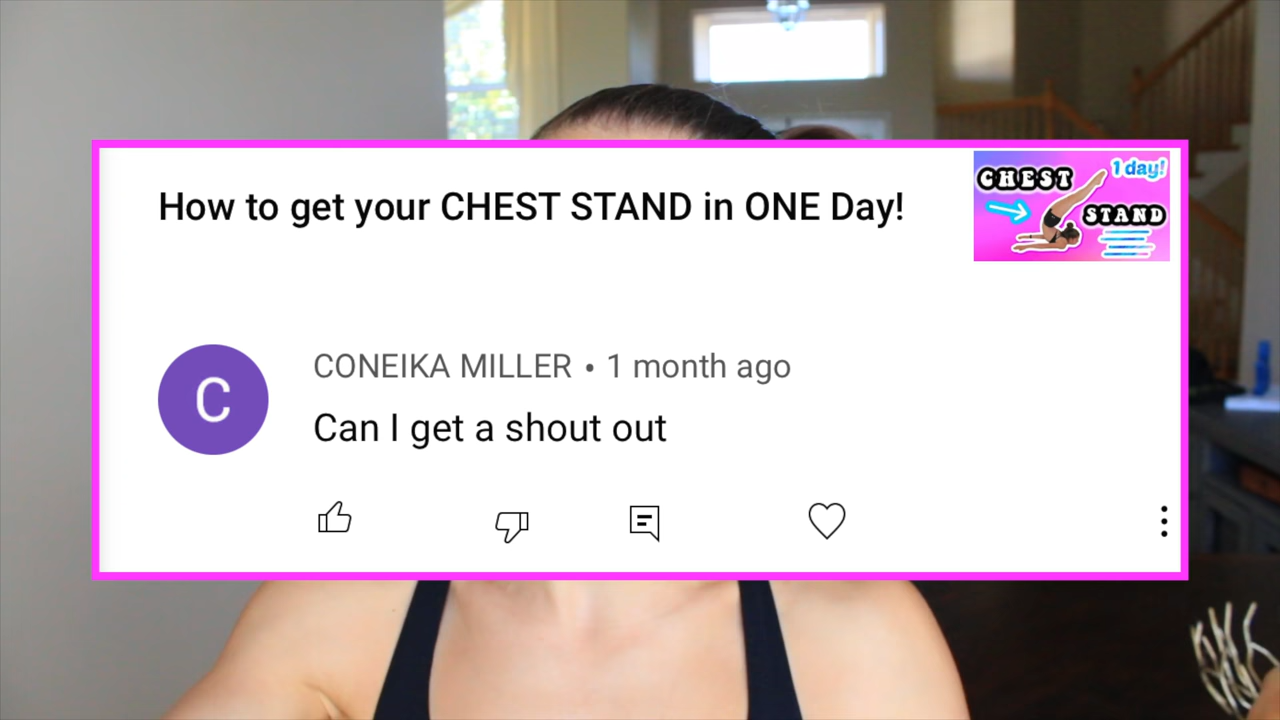 How to get your CHEST STAND in ONE Day!
CHEST
1 day!
STAND
C
CONEIKA MILLER • 1 month ago
Can I get a shout out